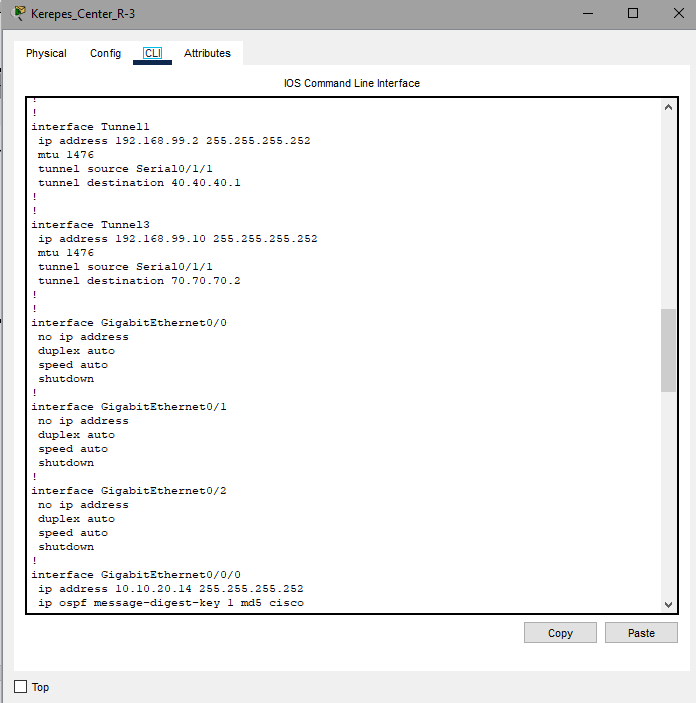 Kerepes_Center_R-3
Physical Config CLI Attributes
IOS Command Line Interface
!
!
interface Tunnel1
ip address 192.168.99.2 255.255.255.252
mtu 1476
tunnel source Serial0/1/1
tunnel destination 40.40.40.1
!
!
interface Tunnel3
ip address 192.168.99.10 255.255.255.252
mtu 1476
tunnel source Serial0/1/1
tunnel destination 70.70.70.2
!
!
interface GigabitEthernet0/0
no ip address
duplex auto
speed auto
shutdown
!
interface GigabitEthernet0/1
no ip address
duplex auto
speed auto
shutdown
!
interface GigabitEthernet0/2
no ip address
duplex auto
speed auto
shutdown
!
interface GigabitEthernet0/0/0
ip address 10.10.20.14 255.255.255.252
ip ospf message-digest-key 1 md5 cisco
Copy Paste
Top